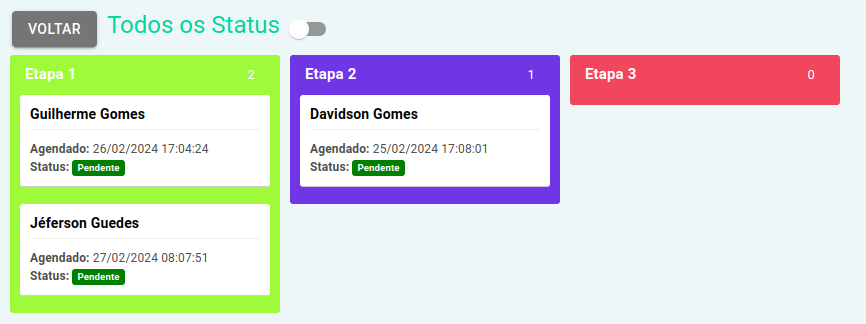 VOLTAR Todos os Status
Etapa 1 2
Guilherme Gomes
Agendado: 26/02/2024 17:04:24
Status: Pendente
Jéferson Guedes
Agendado: 27/02/2024 08:07:51
Status: Pendente
Etapa 2 1
Davidson Gomes
Agendado: 25/02/2024 17:08:01
Status: Pendente
Etapa 3 0